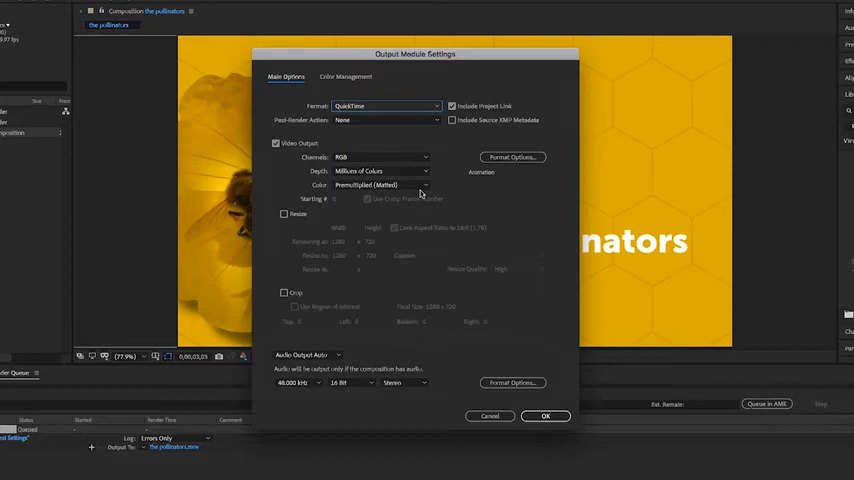 Composition the pollinators
the pollinators
Output Module Settings
Main Options
Color Management
Format: QuickTime
Include Project Link
Post-Render Action: None
Include Source XMP Metadata
Video Output
Channels: RGB
Format Options...
Depth: Millions of Colors
Animation
Color: Premultiplied (Matted)
Starting #: 0
Use Comp Frame Number
Resize
Width Height
Lock Aspect Ratio to 16:9 (1.78)
Rendering at: 1280 x 720
Resize to: 1280 x 720 Custom
Resize %: x
Resize Quality: High
Crop
Use Region of Interest
Final Size: 1280 x 720
Top: 0 Left: 0 Bottom: 0 Right: 0
Audio Output Auto
Audio will be output only if the composition has audio.
48.000 kHz 16 Bit Stereo
Format Options...
Cancel OK
nators
Size
(77.9%)
0;00;03;03
Status Started Render Time Comment
Queued
Log: Errors Only
Output To: the pollinators.mov
Est. Remain:
Queue in AME
Stop